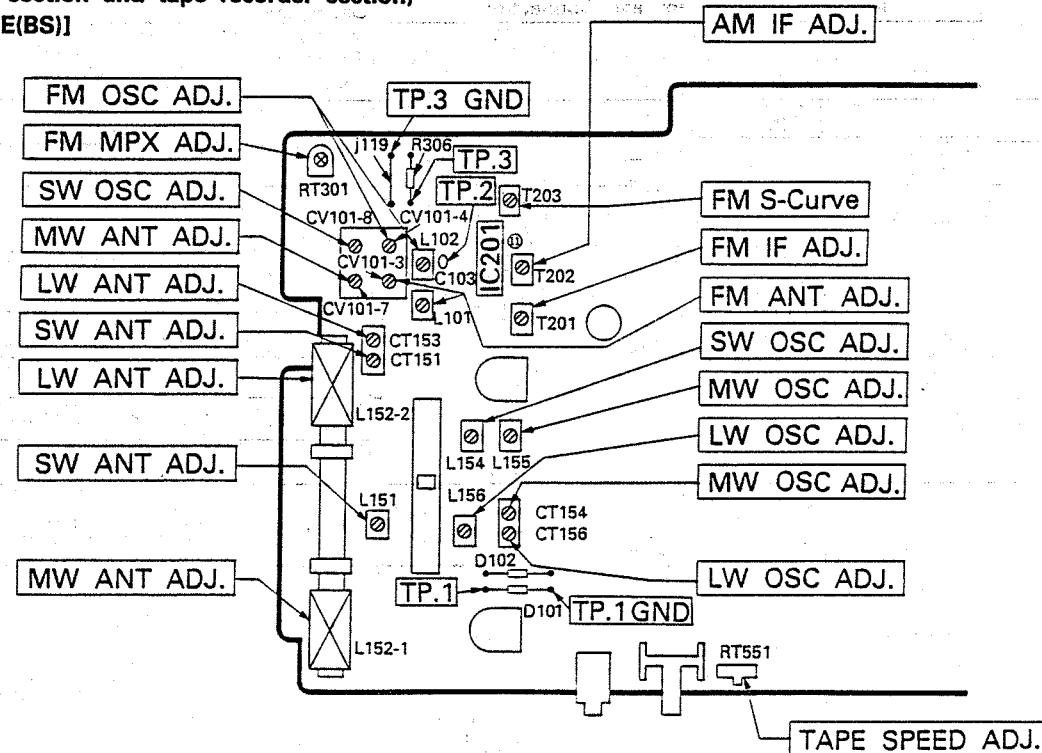 section and tape recorder section,
E(BS)]
AM IF ADJ.
FM OSC ADJ.
TP.3 GND
FM MPX ADJ.
j119
R306
TP.3
RT301
SW OSC ADJ.
TP.2
T203
FM S-Curve
CV101-8
CV101-4
MW ANT ADJ.
L102
IC201
⑪
FM IF ADJ.
CV101-3
C103
T202
LW ANT ADJ.
CV101-7
L101
T201
FM ANT ADJ.
SW ANT ADJ.
CT153
CT151
SW OSC ADJ.
LW ANT ADJ.
MW OSC ADJ.
L152-2
LW OSC ADJ.
L154
L155
SW ANT ADJ.
L151
L156
MW OSC ADJ.
CT154
CT156
D102
LW OSC ADJ.
MW ANT ADJ.
TP.1
D101
TP.1 GND
L152-1
RT551
TAPE SPEED ADJ.